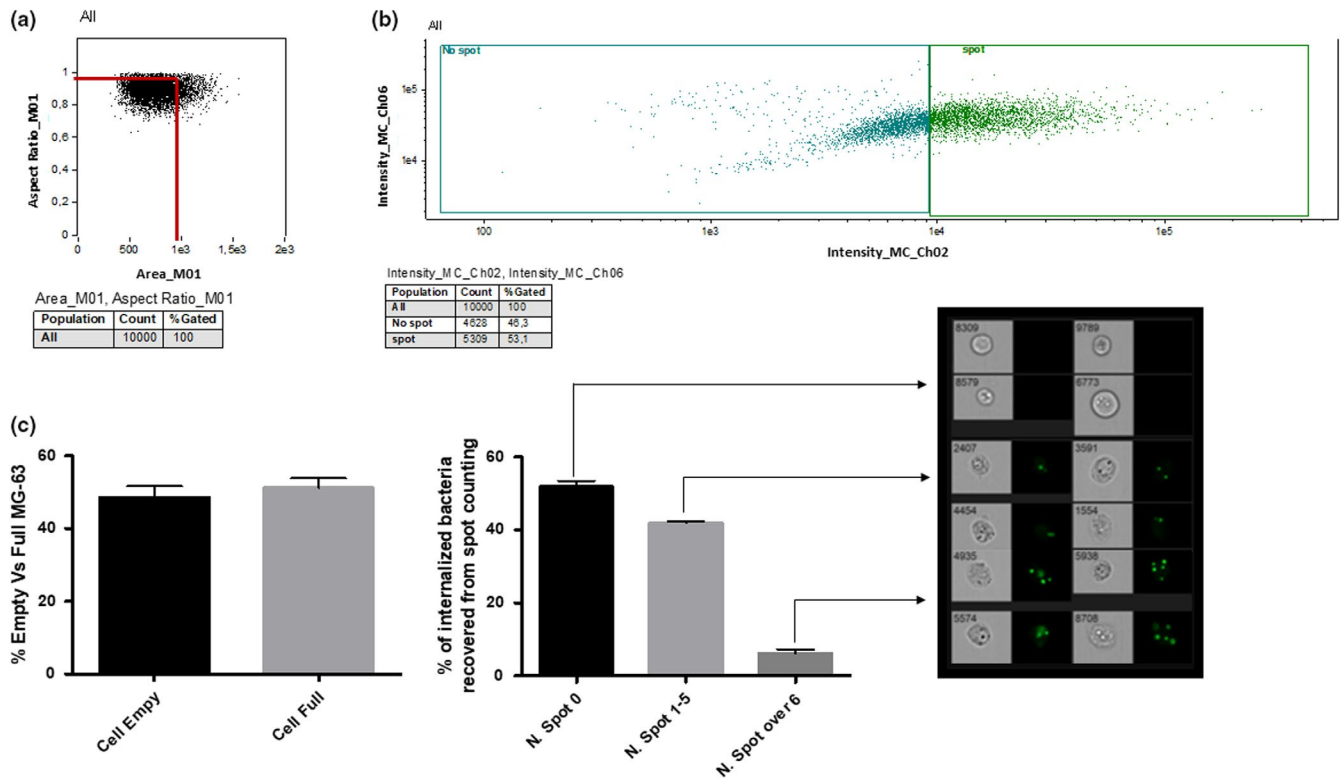 (a)
All
Aspect Ratio_M01
1
0,8
0,6
0,4
0,2
0
0
500
1e3
1,5e3
2e3
Area_M01
Area_M01, Aspect Ratio_M01
Population Count %Gated
All 10000 100
(b)
All
No spot
spot
Intensity_MC_Ch06
1e5
1e4
100
1e3
1e4
1e5
Intensity_MC_Ch02
Intensity_MC_Ch02, Intensity_MC_Ch06
Population Count %Gated
All 10000 100
No spot 4628 46,3
spot 5309 53,1
(c)
% Empty Vs Full MG-63
60
40
20
0
Cell Empy
Cell Full
% of internalized bacteria
recovered from spot counting
60
40
20
0
N. Spot 0
N. Spot 1-5
N. Spot over 6
8309
9789
8579
6773
2407
3591
4454
1554
4935
5938
5574
8708